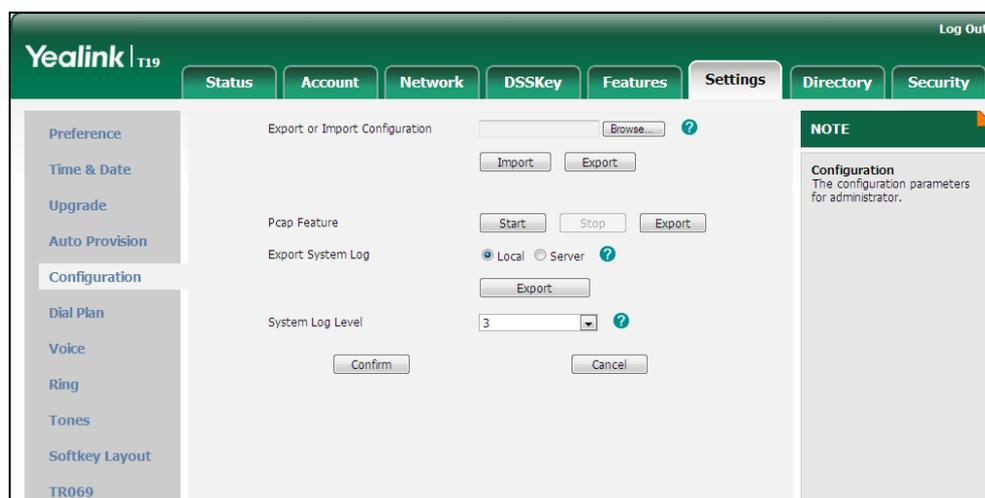 Log Out
Yealink | T19
Status Account Network DSSKey Features Settings Directory Security
Preference
Time & Date
Upgrade
Auto Provision
Configuration
Dial Plan
Voice
Ring
Tones
Softkey Layout
TR069
Export or Import Configuration Browse... ?
Import Export
Pcap Feature Start Stop Export
Export System Log Local Server ?
Export
System Log Level 3 ?
Confirm Cancel
NOTE
Configuration
The configuration parameters
for administrator.